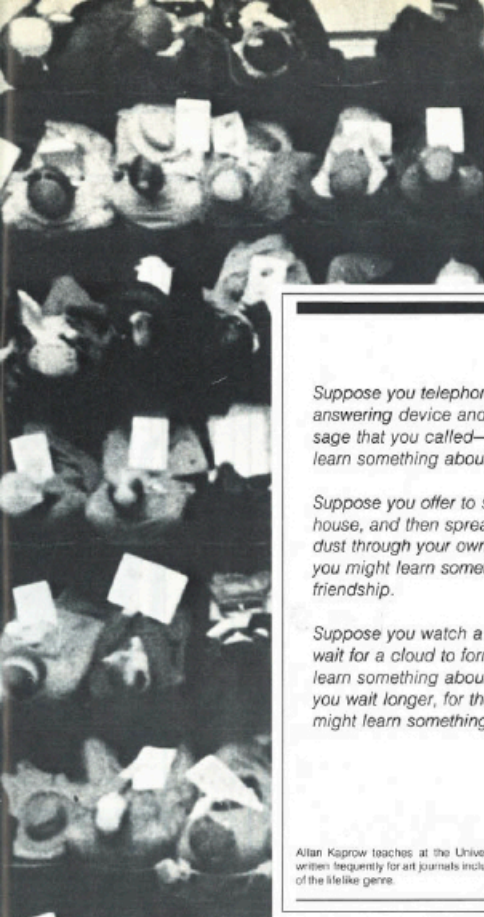 Suppose you telephon
answering device and
sage that you called—
learn something abou
Suppose you offer to s
house, and then sprea
dust through your own
you might learn some
friendship.
Suppose you watch a
wait for a cloud to for
learn something abou
you wait longer, for th
might learn something
Allan Kaprow teaches at the Unive
written frequently for art journals inclu
of the lifelike genre.